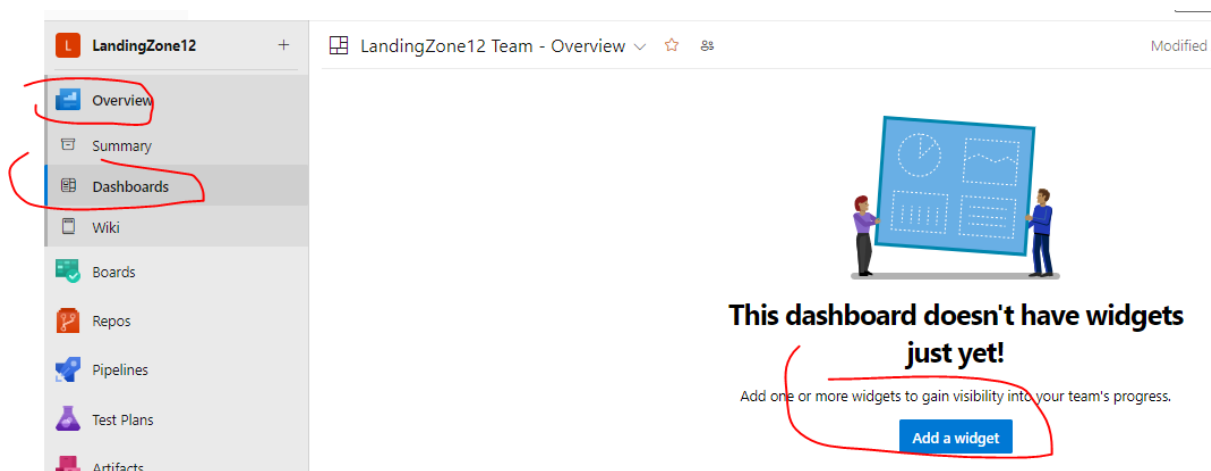 L LandingZone12 +
LandingZone12 Team - Overview
Modified
Overview
Summary
Dashboards
Wiki
Boards
Repos
Pipelines
Test Plans
Artifacts
This dashboard doesn't have widgets
just yet!
Add one or more widgets to gain visibility into your team's progress.
Add a widget